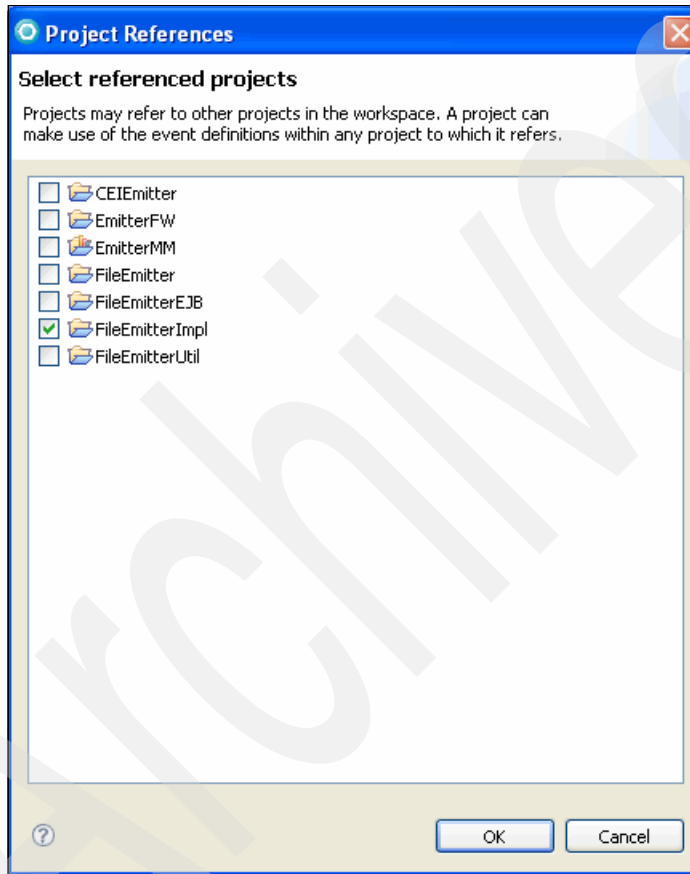 Project References
Select referenced projects
Projects may refer to other projects in the workspace. A project can
make use of the event definitions within any project to which it refers.
CEIEmitter
EmitterFW
EmitterMM
FileEmitter
FileEmitterEJB
FileEmitterImpl
FileEmitterUtil
?
OK Cancel
Archive